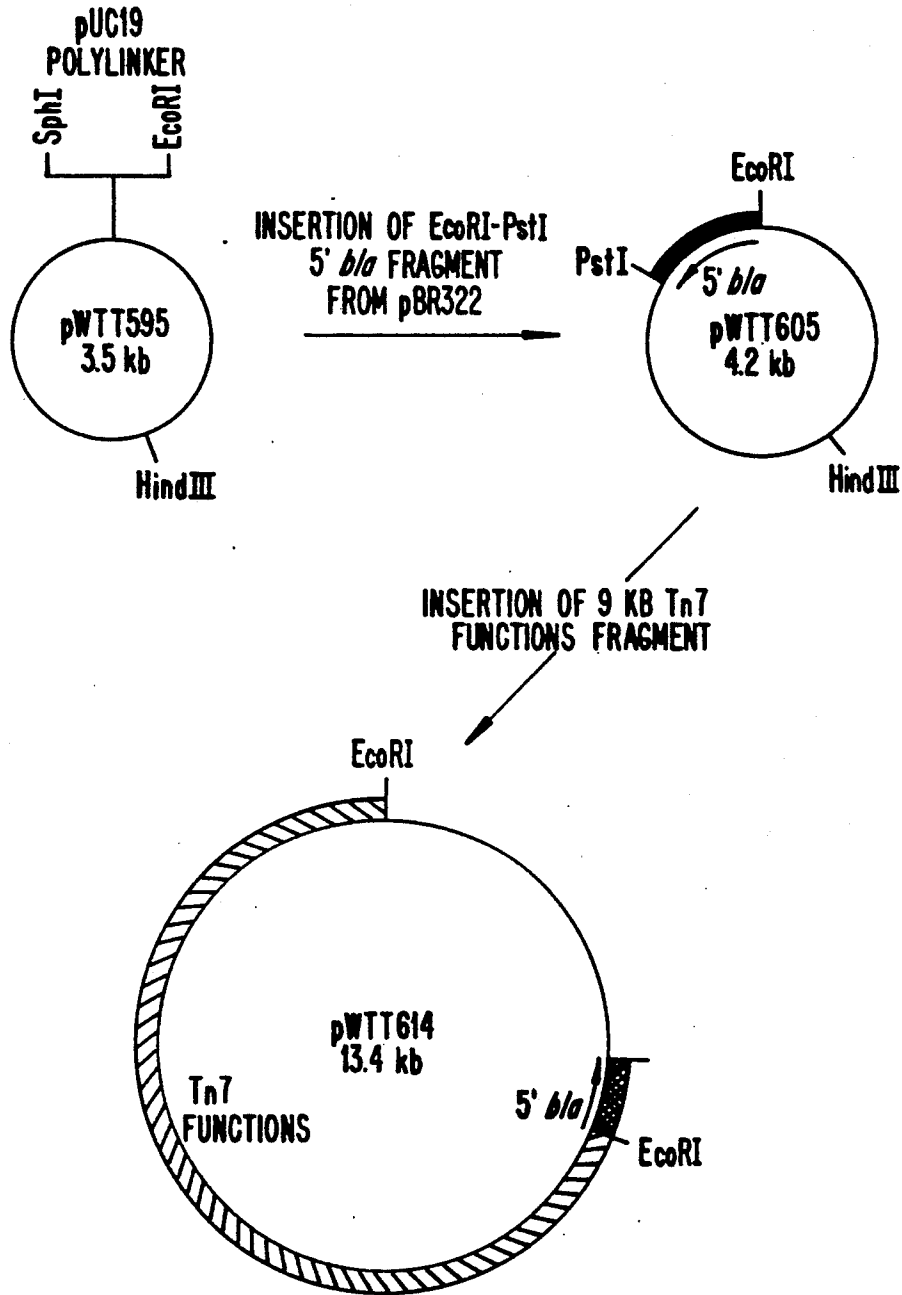 pUC19
POLYLINKER
SphI
EcoRI
pWTT595
3.5 kb
HindIII
INSERTION OF EcoRI-PstI
5' bla FRAGMENT
FROM pBR322
EcoRI
PstI
5' bla
pWTT605
4.2 kb
HindIII
INSERTION OF 9 KB Tn7
FUNCTIONS FRAGMENT
EcoRI
pWTT614
13.4 kb
Tn7
FUNCTIONS
5' bla
EcoRI